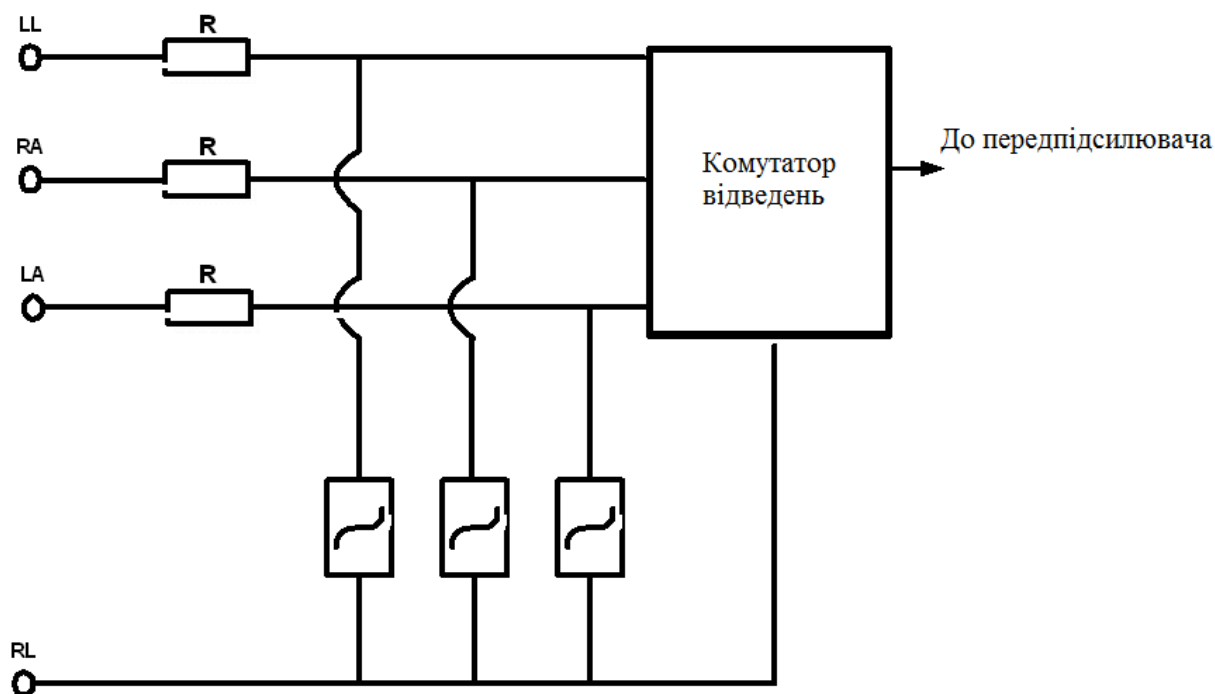 LL
R
RA
R
LA
R
Комутатор
відведень
До передпідсилювача
RL